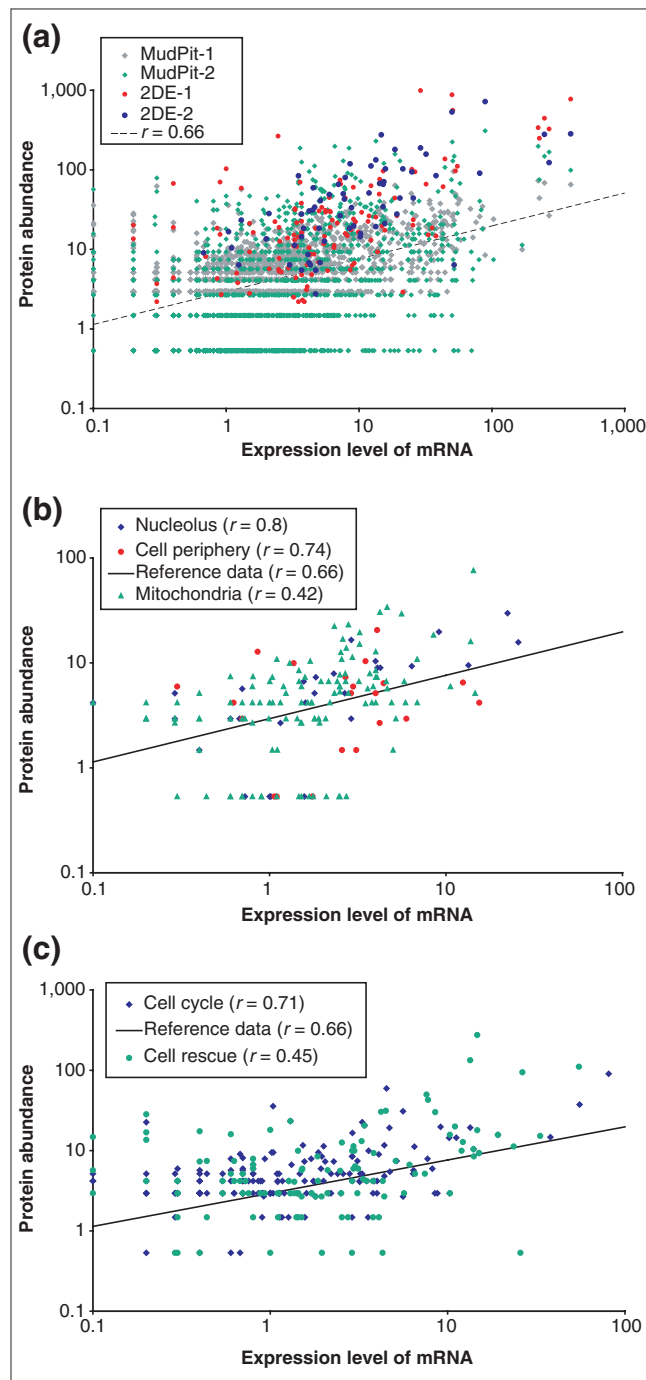 (a)
MudPit-1
MudPit-2
2DE-1
2DE-2
r = 0.66
1,000
100
10
1
0.1
Protein abundance
0.1
1
10
100
1,000
Expression level of mRNA
(b)
Nucleolus (r = 0.8)
Cell periphery (r = 0.74)
Reference data (r = 0.66)
Mitochondria (r = 0.42)
100
10
1
0.1
Protein abundance
0.1
1
10
100
Expression level of mRNA
(c)
Cell cycle (r = 0.71)
Reference data (r = 0.66)
Cell rescue (r = 0.45)
1,000
100
10
1
0.1
Protein abundance
0.1
1
10
100
Expression level of mRNA